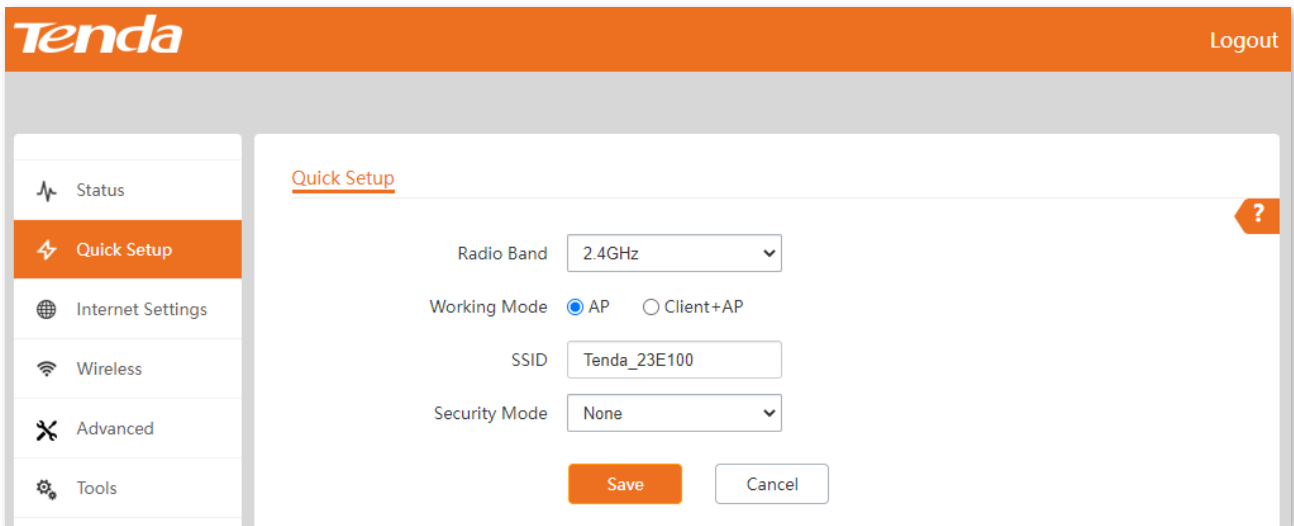 Tenda
Logout
Status
Quick Setup
Internet Settings
Wireless
Advanced
Tools
Quick Setup
?
Radio Band 2.4GHz
Working Mode AP Client+AP
SSID Tenda_23E100
Security Mode None
Save Cancel